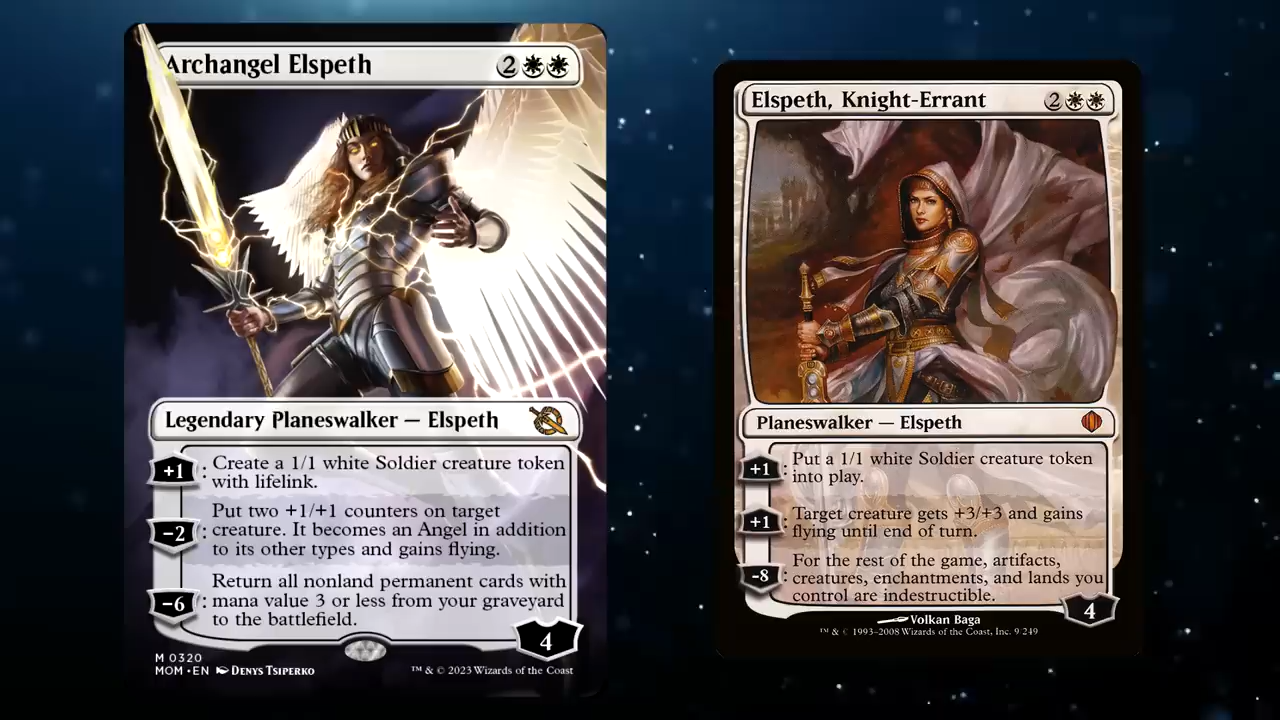 Archangel Elspeth 2
Legendary Planeswalker — Elspeth
+1 : Create a 1/1 white Soldier creature token
with lifelink.
Put two +1/+1 counters on target
−2 : creature. It becomes an Angel in addition
to its other types and gains flying.
Return all nonland permanent cards with
−6 : mana value 3 or less from your graveyard
to the battlefield.
4
M 0320
MOM • EN Denys Tsiperko ™ & © 2023 Wizards of the Coast
Elspeth, Knight-Errant 2
Planeswalker — Elspeth
+1 : Put a 1/1 white Soldier creature token
into play.
+1 : Target creature gets +3/+3 and gains
flying until end of turn.
For the rest of the game, artifacts,
-8 : creatures, enchantments, and lands you
control are indestructible.
4
Volkan Baga
™ & © 1993–2008 Wizards of the Coast, Inc. 9/249